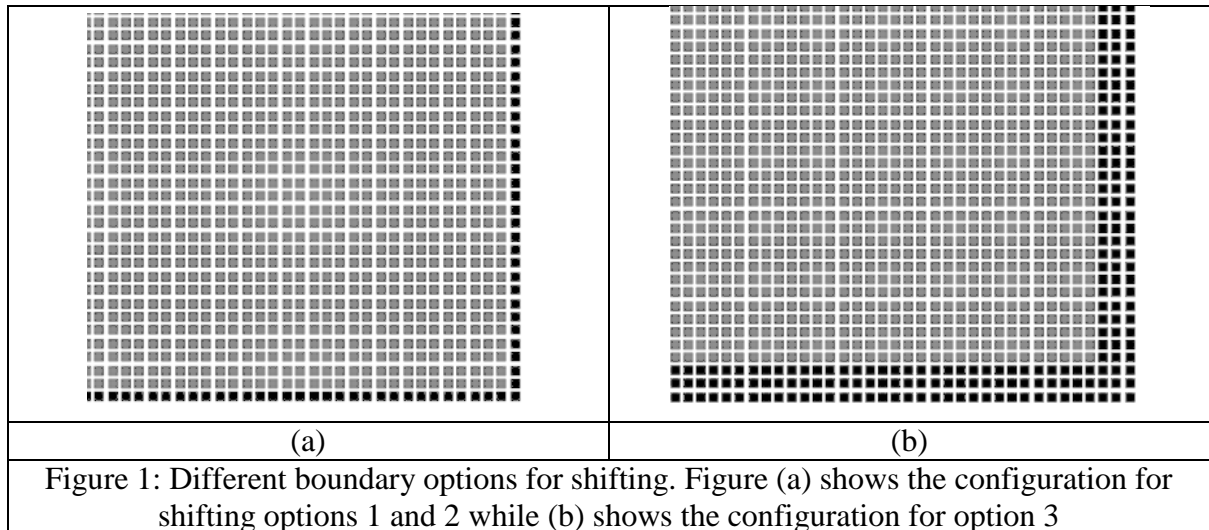 (a)
(b)
Figure 1: Different boundary options for shifting. Figure (a) shows the configuration for
shifting options 1 and 2 while (b) shows the configuration for option 3